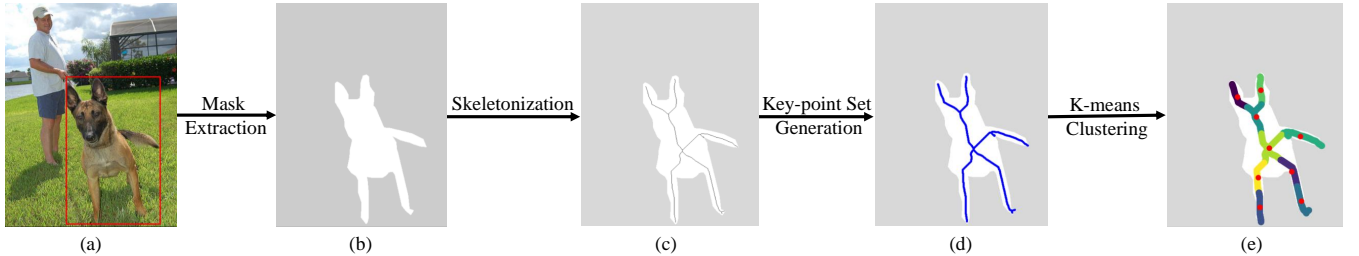 Mask
Extraction
Skeletonization
Key-point Set
Generation
K-means
Clustering
(a)
(b)
(c)
(d)
(e)